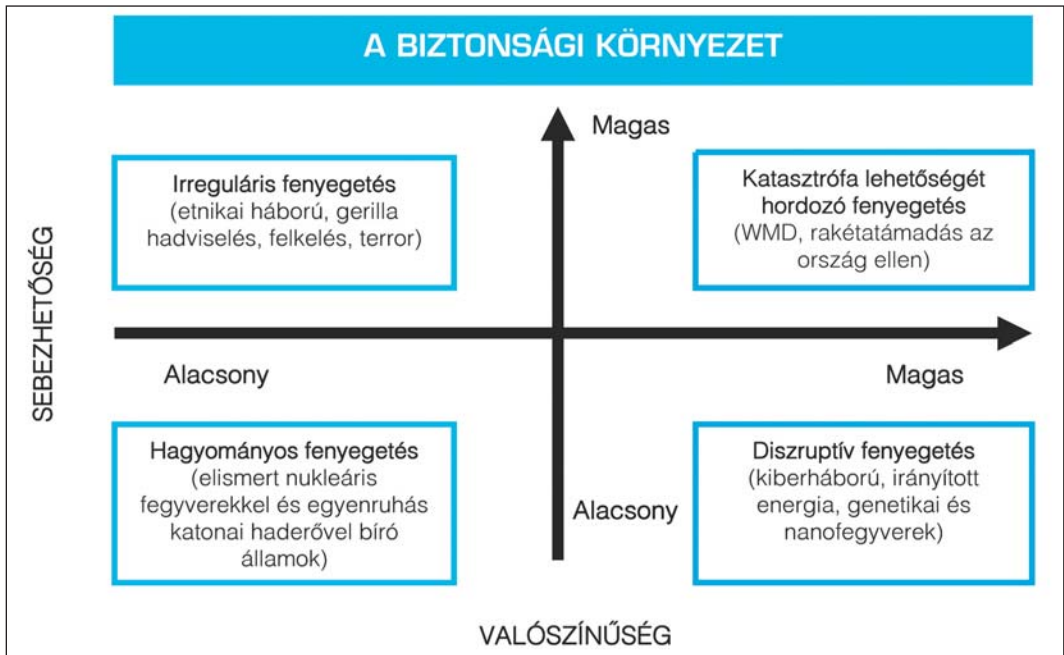 A BIZTONSÁGI KÖRNYEZET
Magas
Irreguláris fenyegetés
(etnikai háború, gerilla
hadviselés, felkelés, terror)
Katasztrófa lehetőségét
hordozó fenyegetés
(WMD, rakétatámadás az
ország ellen)
SEBEZHETŐSÉG
Alacsony
Magas
Hagyományos fenyegetés
(elismert nukleáris
fegyverekkel és egyenruhás
katonai haderővel bíró
államok)
Alacsony
Diszruptív fenyegetés
(kiberháború, irányított
energia, genetikai és
nanofegyverek)
VALÓSZÍNŰSÉG